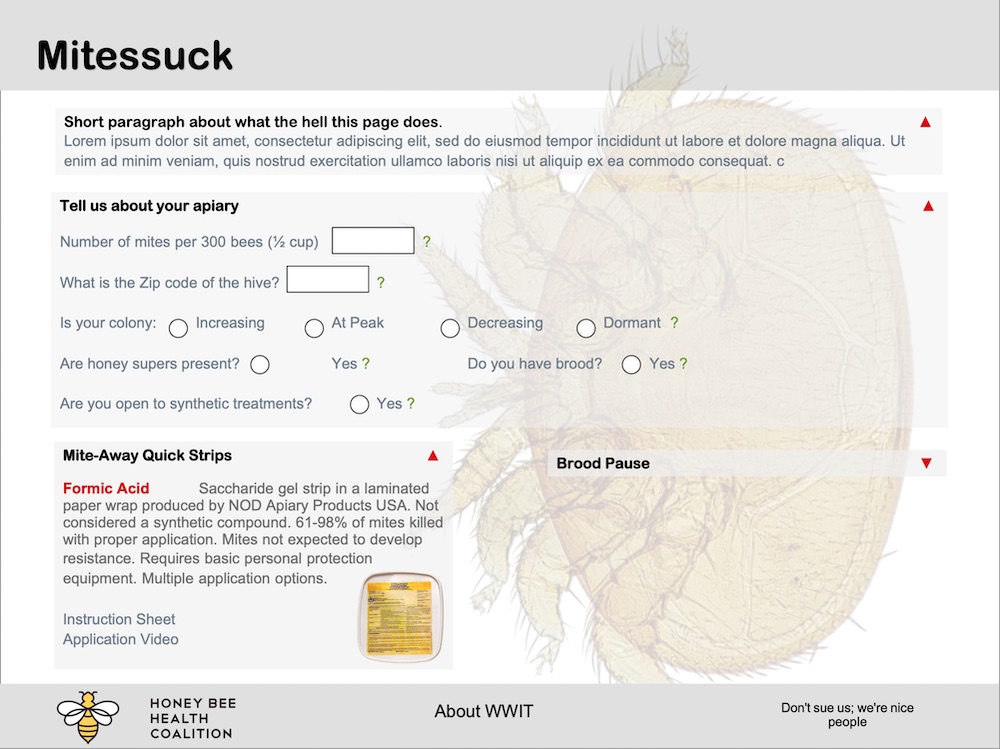 Mitessuck
Short paragraph about what the hell this page does.
Lorem ipsum dolor sit amet, consectetur adipiscing elit, sed do eiusmod tempor incididunt ut labore et dolore magna aliqua. Ut
enim ad minim veniam, quis nostrud exercitation ullamco laboris nisi ut aliquip ex ea commodo consequat. c
Tell us about your apiary
Number of mites per 300 bees (½ cup) ?
What is the Zip code of the hive? ?
Is your colony: Increasing At Peak Decreasing Dormant ?
Are honey supers present? Yes ? Do you have brood? Yes ?
Are you open to synthetic treatments? Yes ?
Mite-Away Quick Strips
Formic Acid Saccharide gel strip in a laminated
paper wrap produced by NOD Apiary Products USA. Not
considered a synthetic compound. 61-98% of mites killed
with proper application. Mites not expected to develop
resistance. Requires basic personal protection
equipment. Multiple application options.
Instruction Sheet
Application Video
Brood Pause
HONEY BEE
HEALTH
COALITION
About WWIT
Don't sue us; we're nice
people